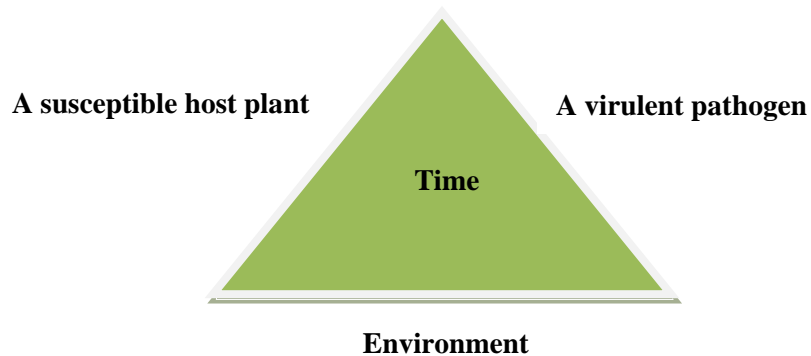 A susceptible host plant
A virulent pathogen
Time
Environment